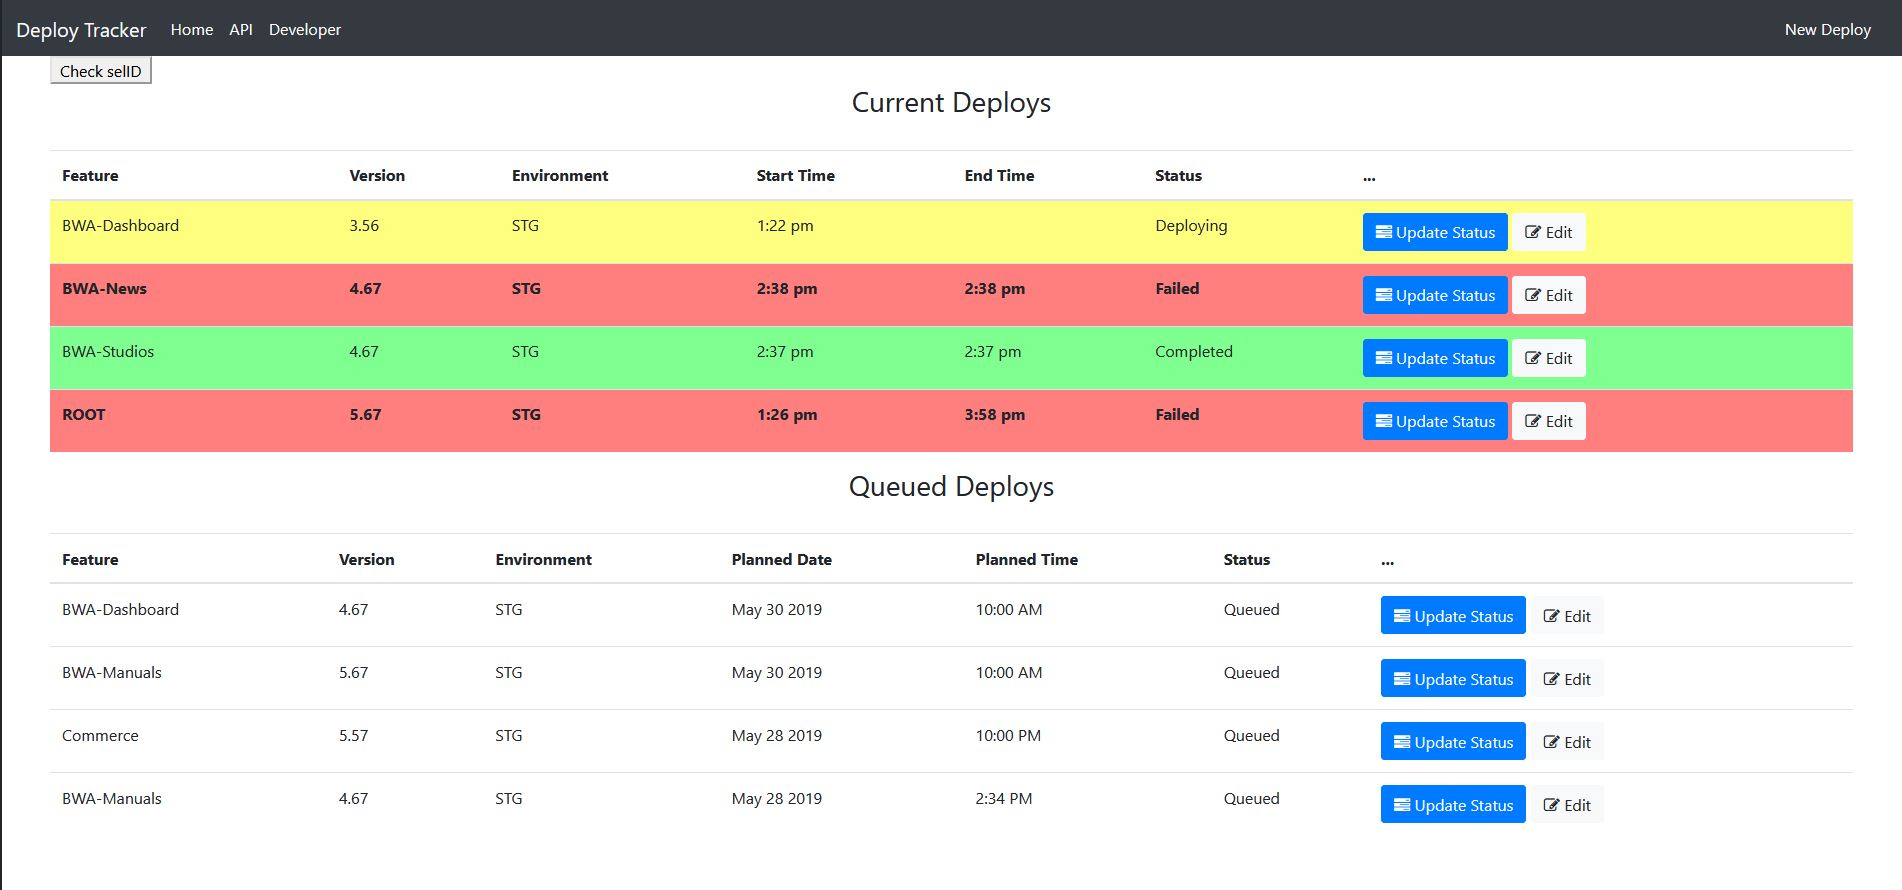 Deploy Tracker Home API Developer New Deploy
Check selID
Current Deploys
Feature Version Environment Start Time End Time Status ...
BWA-Dashboard 3.56 STG 1:22 pm Deploying Update Status Edit
BWA-News 4.67 STG 2:38 pm 2:38 pm Failed Update Status Edit
BWA-Studios 4.67 STG 2:37 pm 2:37 pm Completed Update Status Edit
ROOT 5.67 STG 1:26 pm 3:58 pm Failed Update Status Edit
Queued Deploys
Feature Version Environment Planned Date Planned Time Status ...
BWA-Dashboard 4.67 STG May 30 2019 10:00 AM Queued Update Status Edit
BWA-Manuals 5.67 STG May 30 2019 10:00 AM Queued Update Status Edit
Commerce 5.57 STG May 28 2019 10:00 PM Queued Update Status Edit
BWA-Manuals 4.67 STG May 28 2019 2:34 PM Queued Update Status Edit